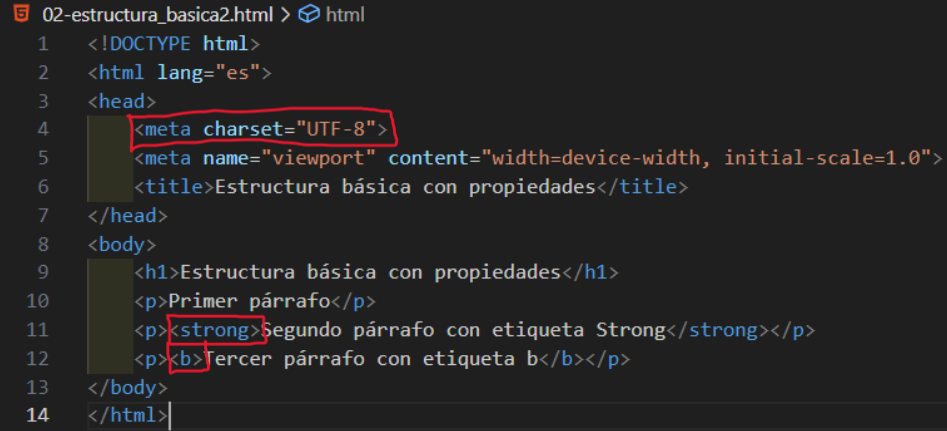 02-estructura_basica2.html > html
1 <!DOCTYPE html>
2 <html lang="es">
3 <head>
4 <meta charset="UTF-8">
5 <meta name="viewport" content="width=device-width, initial-scale=1.0">
6 <title>Estructura básica con propiedades</title>
7 </head>
8 <body>
9 <h1>Estructura básica con propiedades</h1>
10 <p>Primer párrafo</p>
11 <p><strong>Segundo párrafo con etiqueta Strong</strong></p>
12 <p><b>Tercer párrafo con etiqueta b</b></p>
13 </body>
14 </html>